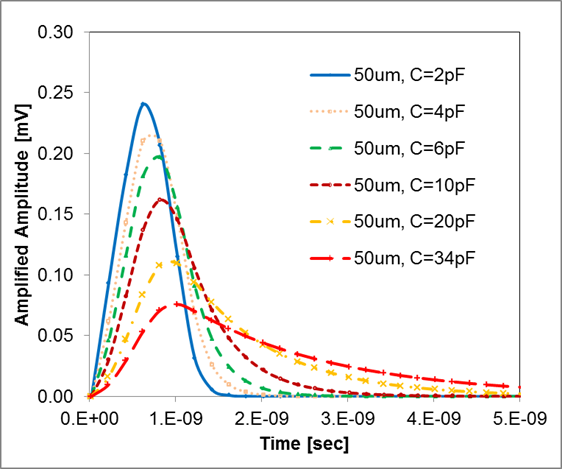 0.30
0.25
0.20
0.15
0.10
0.05
0.00
Amplified Amplitude [mV]
50um, C=2pF
50um, C=4pF
50um, C=6pF
50um, C=10pF
50um, C=20pF
50um, C=34pF
0.E+00 1.E-09 2.E-09 3.E-09 4.E-09 5.E-09
Time [sec]